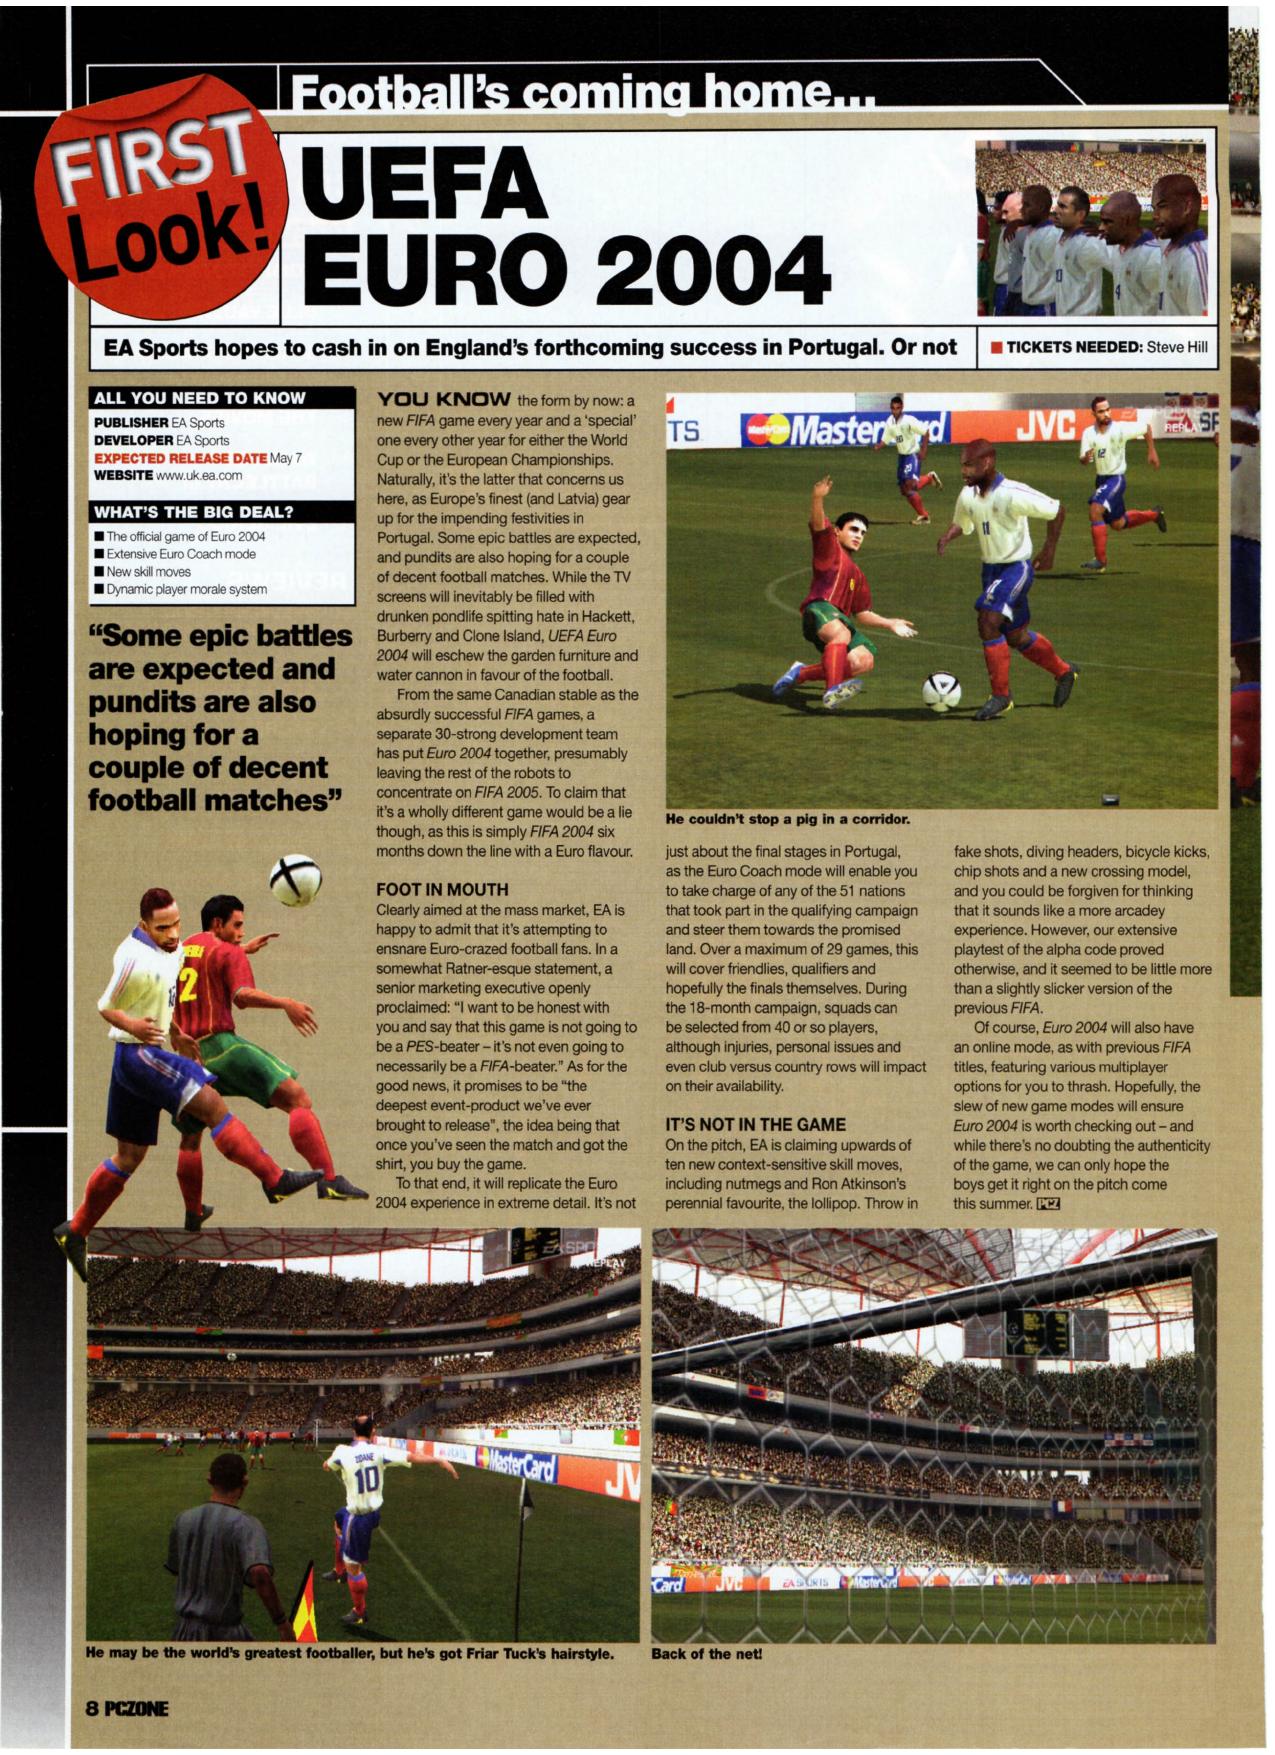 Football's coming home...
FIRST
Look!
UEFA
EURO 2004
EA Sports hopes to cash in on England's forthcoming success in Portugal. Or not
■ TICKETS NEEDED: Steve Hill
ALL YOU NEED TO KNOW
PUBLISHER EA Sports
DEVELOPER EA Sports
EXPECTED RELEASE DATE May 7
WEBSITE www.uk.ea.com
WHAT'S THE BIG DEAL?
■ The official game of Euro 2004
■ Extensive Euro Coach mode
■ New skill moves
■ Dynamic player morale system
“Some epic battles
are expected and
pundits are also
hoping for a
couple of decent
football matches”
YOU KNOW the form by now: a
new FIFA game every year and a 'special'
one every other year for either the World
Cup or the European Championships.
Naturally, it's the latter that concerns us
here, as Europe's finest (and Latvia) gear
up for the impending festivities in
Portugal. Some epic battles are expected,
and pundits are also hoping for a couple
of decent football matches. While the TV
screens will inevitably be filled with
drunken pondlife spitting hate in Hackett,
Burberry and Clone Island, UEFA Euro
2004 will eschew the garden furniture and
water cannon in favour of the football.
From the same Canadian stable as the
absurdly successful FIFA games, a
separate 30-strong development team
has put Euro 2004 together, presumably
leaving the rest of the robots to
concentrate on FIFA 2005. To claim that
it's a wholly different game would be a lie
though, as this is simply FIFA 2004 six
months down the line with a Euro flavour.
FOOT IN MOUTH
Clearly aimed at the mass market, EA is
happy to admit that it's attempting to
ensnare Euro-crazed football fans. In a
somewhat Ratner-esque statement, a
senior marketing executive openly
proclaimed: “I want to be honest with
you and say that this game is not going to
be a PES-beater – it's not even going to
necessarily be a FIFA-beater.” As for the
good news, it promises to be “the
deepest event-product we've ever
brought to release”, the idea being that
once you've seen the match and got the
shirt, you buy the game.
To that end, it will replicate the Euro
2004 experience in extreme detail. It's not
TS
MasterCard
JVC
REPLAY
SP
11
12
He couldn't stop a pig in a corridor.
just about the final stages in Portugal,
as the Euro Coach mode will enable you
to take charge of any of the 51 nations
that took part in the qualifying campaign
and steer them towards the promised
land. Over a maximum of 29 games, this
will cover friendlies, qualifiers and
hopefully the finals themselves. During
the 18-month campaign, squads can
be selected from 40 or so players,
although injuries, personal issues and
even club versus country rows will impact
on their availability.
IT'S NOT IN THE GAME
On the pitch, EA is claiming upwards of
ten new context-sensitive skill moves,
including nutmegs and Ron Atkinson's
perennial favourite, the lollipop. Throw in
fake shots, diving headers, bicycle kicks,
chip shots and a new crossing model,
and you could be forgiven for thinking
that it sounds like a more arcadey
experience. However, our extensive
playtest of the alpha code proved
otherwise, and it seemed to be little more
than a slightly slicker version of the
previous FIFA.
Of course, Euro 2004 will also have
an online mode, as with previous FIFA
titles, featuring various multiplayer
options for you to thrash. Hopefully, the
slew of new game modes will ensure
Euro 2004 is worth checking out – and
while there's no doubting the authenticity
of the game, we can only hope the
boys get it right on the pitch come
this summer. PCZ
2
EA SPORTS
REPLAY
JVC
MasterCard
JV
ZIDANE
10
He may be the world's greatest footballer, but he's got Friar Tuck's hairstyle.
Card JVC EA SPORTS MasterCard JVC
Back of the net!
8 PCZONE